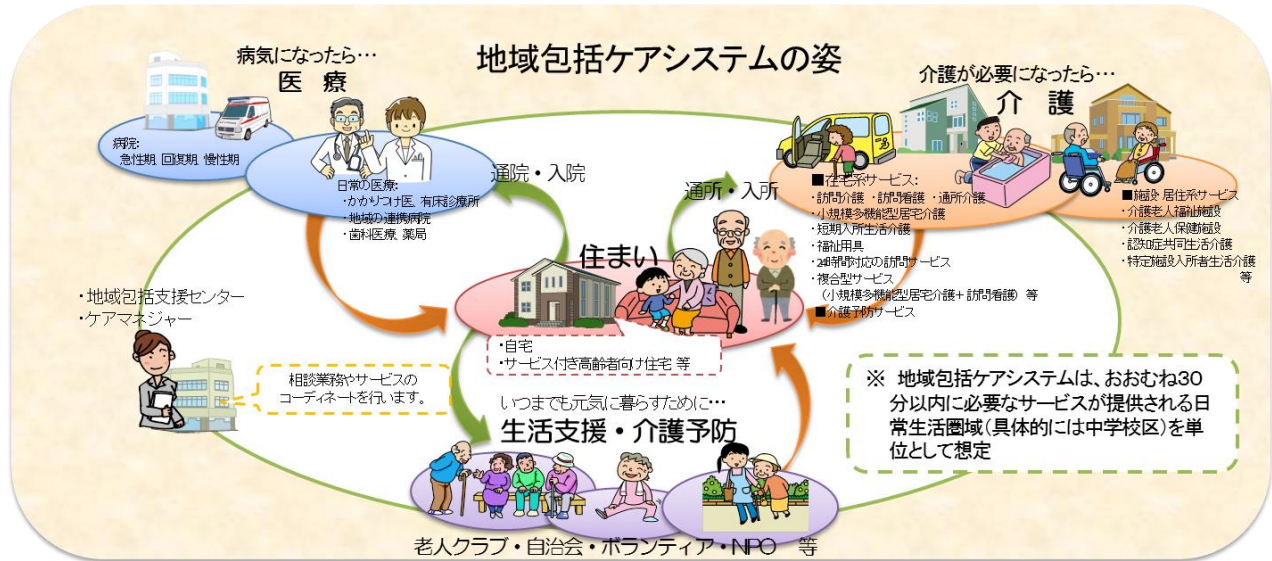 地域包括ケアシステムの姿
病気になったら…
医 療
病院:
急性期、回復期、慢性期
日常の医療:
・かかりつけ医、有床診療所
・地域の連携病院
・歯科医療、薬局
通院・入院
通所・入所
介護が必要になったら…
介 護
■在宅系サービス:
・訪問介護 ・訪問看護 ・通所介護
・小規模多機能型居宅介護
・短期入所生活介護
・福祉用具
・24時間対応の訪問サービス
・複合型サービス
(小規模多機能型居宅介護+訪問看護) 等
■介護予防サービス
■施設・居住系サービス
・介護老人福祉施設
・介護老人保健施設
・認知症共同生活介護
・特定施設入所者生活介護
等
住まい
・自宅
・サービス付き高齢者向け住宅 等
・地域包括支援センター
・ケアマネジャー
相談業務やサービスの
コーディネートを行います。
いつまでも元気に暮らすために…
生活支援・介護予防
老人クラブ・自治会・ボランティア・NPO 等
※ 地域包括ケアシステムは、おおむね30
分以内に必要なサービスが提供される日
常生活圏域(具体的には中学校区)を単
位として想定